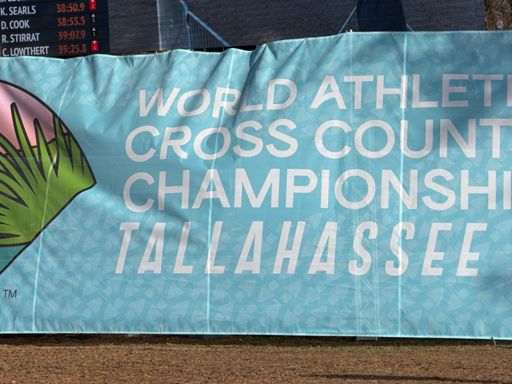 K. SEARLS 38:50.9
D. COOK 38:55.5
R. STIRRAT 39:07.9
C. LOWTHERT 39:25.8
WORLD ATHLETI
CROSS COUNT
CHAMPIONSHI
TALLAHASSEE
TM